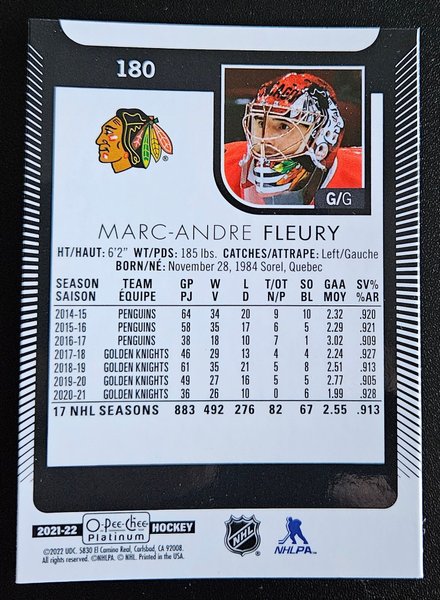 180
G/G
MARC-ANDRE FLEURY
HT/HAUT: 6'2" WT/PDS: 185 lbs. CATCHES/ATTRAPE: Left/Gauche
BORN/NÉ: November 28, 1984 Sorel, Quebec
SEASON TEAM GP W L T/OT SO GAA SV%
SAISON ÉQUIPE PJ V D N/P BL MOY %AR
2014-15 PENGUINS 64 34 20 9 10 2.32 .920
2015-16 PENGUINS 58 35 17 6 5 2.29 .921
2016-17 PENGUINS 38 18 10 7 1 3.02 .909
2017-18 GOLDEN KNIGHTS 46 29 13 4 4 2.24 .927
2018-19 GOLDEN KNIGHTS 61 35 21 5 8 2.51 .913
2019-20 GOLDEN KNIGHTS 49 27 16 5 5 2.77 .905
2020-21 GOLDEN KNIGHTS 36 26 10 0 6 1.99 .928
17 NHL SEASONS 883 492 276 82 67 2.55 .913
2021-22 O-Pee-Chee Platinum HOCKEY
©2022 UDC. 5830 El Camino Real, Carlsbad, CA 92008.
All rights reserved. ©NHLPA. © NHL. Printed in the USA.
NHL
NHLPA